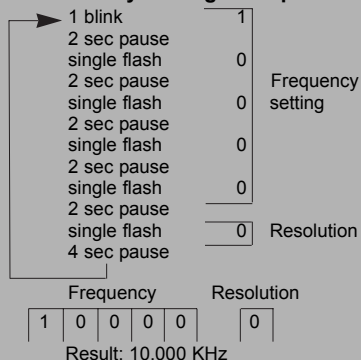 1 blink 1
2 sec pause
single flash 0
2 sec pause Frequency
single flash 0 setting
2 sec pause
single flash 0
2 sec pause
single flash 0
2 sec pause
single flash 0 Resolution
4 sec pause
Frequency Resolution
1 0 0 0 0 0
Result: 10.000 KHz